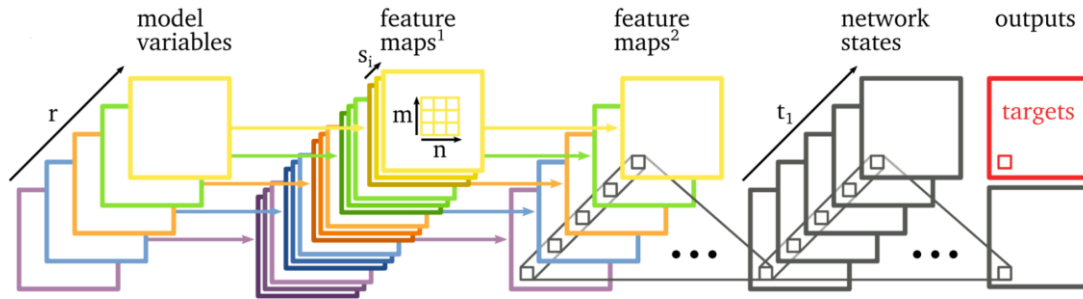 model
variables
feature
maps¹
feature
maps²
network
states
outputs
r
sᵢ
m
n
t₁
targets